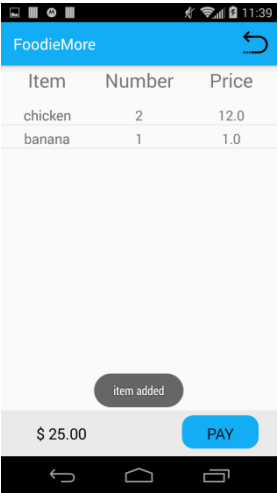 11:39
FoodieMore
Item Number Price
chicken 2 12.0
banana 1 1.0
item added
$ 25.00 PAY